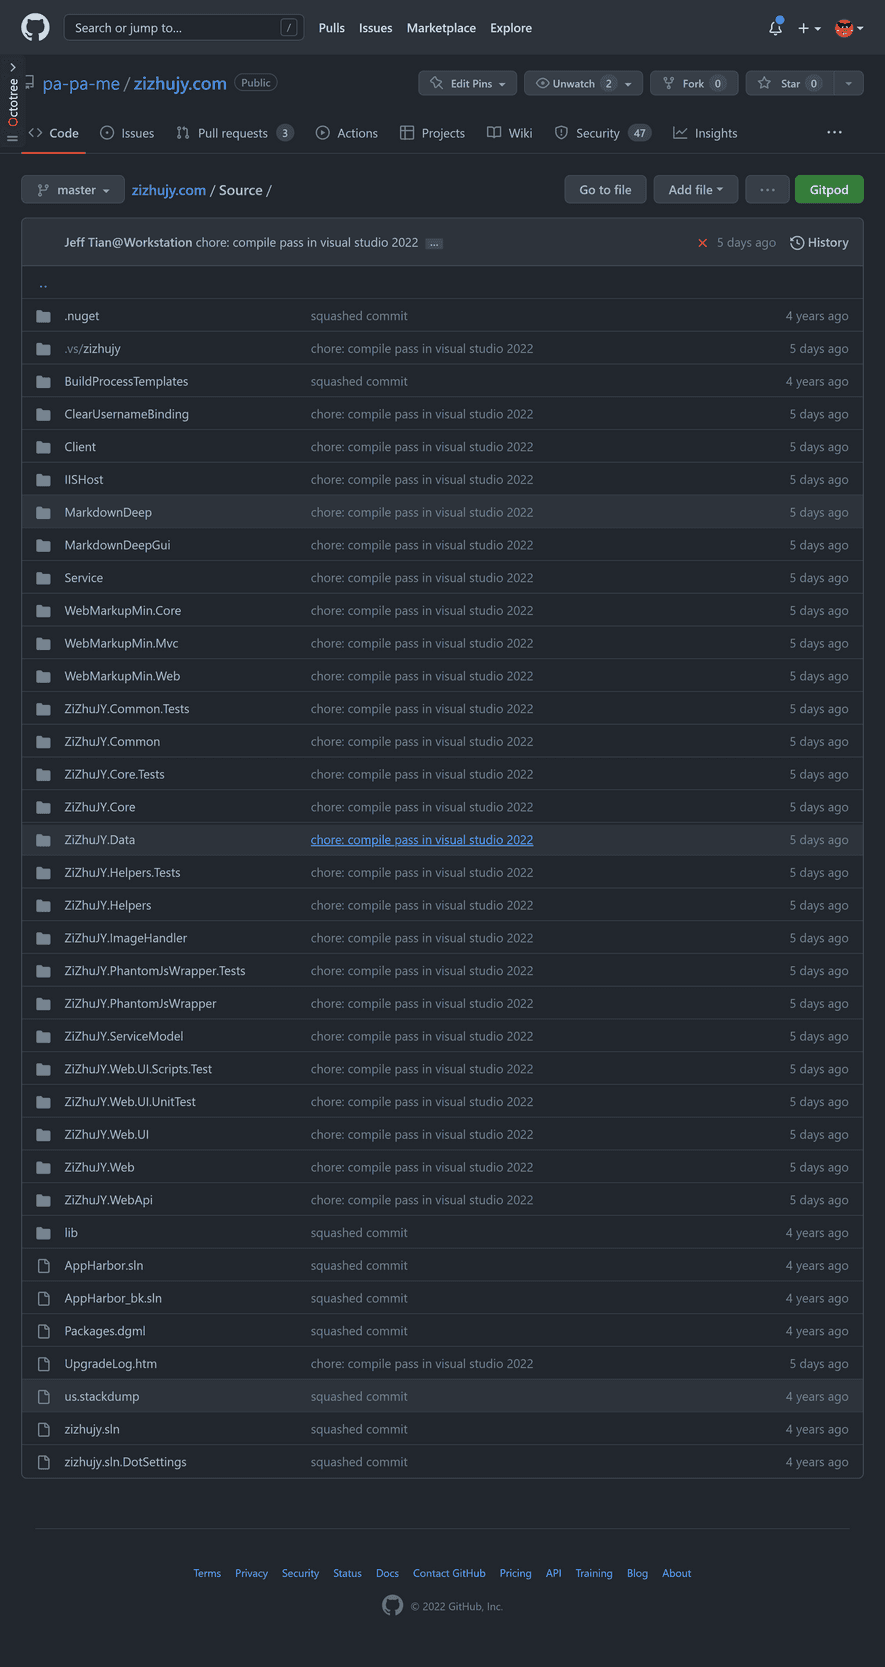 Search or jump to... / Pulls Issues Marketplace Explore
Octotree
pa-pa-me / zizhujy.com Public Edit Pins Unwatch 2 Fork 0 Star 0
Code Issues Pull requests 3 Actions Projects Wiki Security 47 Insights ...
master zizhujy.com / Source / Go to file Add file ... Gitpod
Jeff Tian@Workstation chore: compile pass in visual studio 2022 ... 5 days ago History
..
.nuget squashed commit 4 years ago
.vs/zizhujy chore: compile pass in visual studio 2022 5 days ago
BuildProcessTemplates squashed commit 4 years ago
ClearUsernameBinding chore: compile pass in visual studio 2022 5 days ago
Client chore: compile pass in visual studio 2022 5 days ago
IISHost chore: compile pass in visual studio 2022 5 days ago
MarkdownDeep chore: compile pass in visual studio 2022 5 days ago
MarkdownDeepGui chore: compile pass in visual studio 2022 5 days ago
Service chore: compile pass in visual studio 2022 5 days ago
WebMarkupMin.Core chore: compile pass in visual studio 2022 5 days ago
WebMarkupMin.Mvc chore: compile pass in visual studio 2022 5 days ago
WebMarkupMin.Web chore: compile pass in visual studio 2022 5 days ago
ZiZhuJY.Common.Tests chore: compile pass in visual studio 2022 5 days ago
ZiZhuJY.Common chore: compile pass in visual studio 2022 5 days ago
ZiZhuJY.Core.Tests chore: compile pass in visual studio 2022 5 days ago
ZiZhuJY.Core chore: compile pass in visual studio 2022 5 days ago
ZiZhuJY.Data chore: compile pass in visual studio 2022 5 days ago
ZiZhuJY.Helpers.Tests chore: compile pass in visual studio 2022 5 days ago
ZiZhuJY.Helpers chore: compile pass in visual studio 2022 5 days ago
ZiZhuJY.ImageHandler chore: compile pass in visual studio 2022 5 days ago
ZiZhuJY.PhantomJsWrapper.Tests chore: compile pass in visual studio 2022 5 days ago
ZiZhuJY.PhantomJsWrapper chore: compile pass in visual studio 2022 5 days ago
ZiZhuJY.ServiceModel chore: compile pass in visual studio 2022 5 days ago
ZiZhuJY.Web.UI.Scripts.Test chore: compile pass in visual studio 2022 5 days ago
ZiZhuJY.Web.UI.UnitTest chore: compile pass in visual studio 2022 5 days ago
ZiZhuJY.Web.UI chore: compile pass in visual studio 2022 5 days ago
ZiZhuJY.Web chore: compile pass in visual studio 2022 5 days ago
ZiZhuJY.WebApi chore: compile pass in visual studio 2022 5 days ago
lib squashed commit 4 years ago
AppHarbor.sln squashed commit 4 years ago
AppHarbor_bk.sln squashed commit 4 years ago
Packages.dgml squashed commit 4 years ago
UpgradeLog.htm chore: compile pass in visual studio 2022 5 days ago
us.stackdump squashed commit 4 years ago
zizhujy.sln squashed commit 4 years ago
zizhujy.sln.DotSettings squashed commit 4 years ago
Terms Privacy Security Status Docs Contact GitHub Pricing API Training Blog About
© 2022 GitHub, Inc.